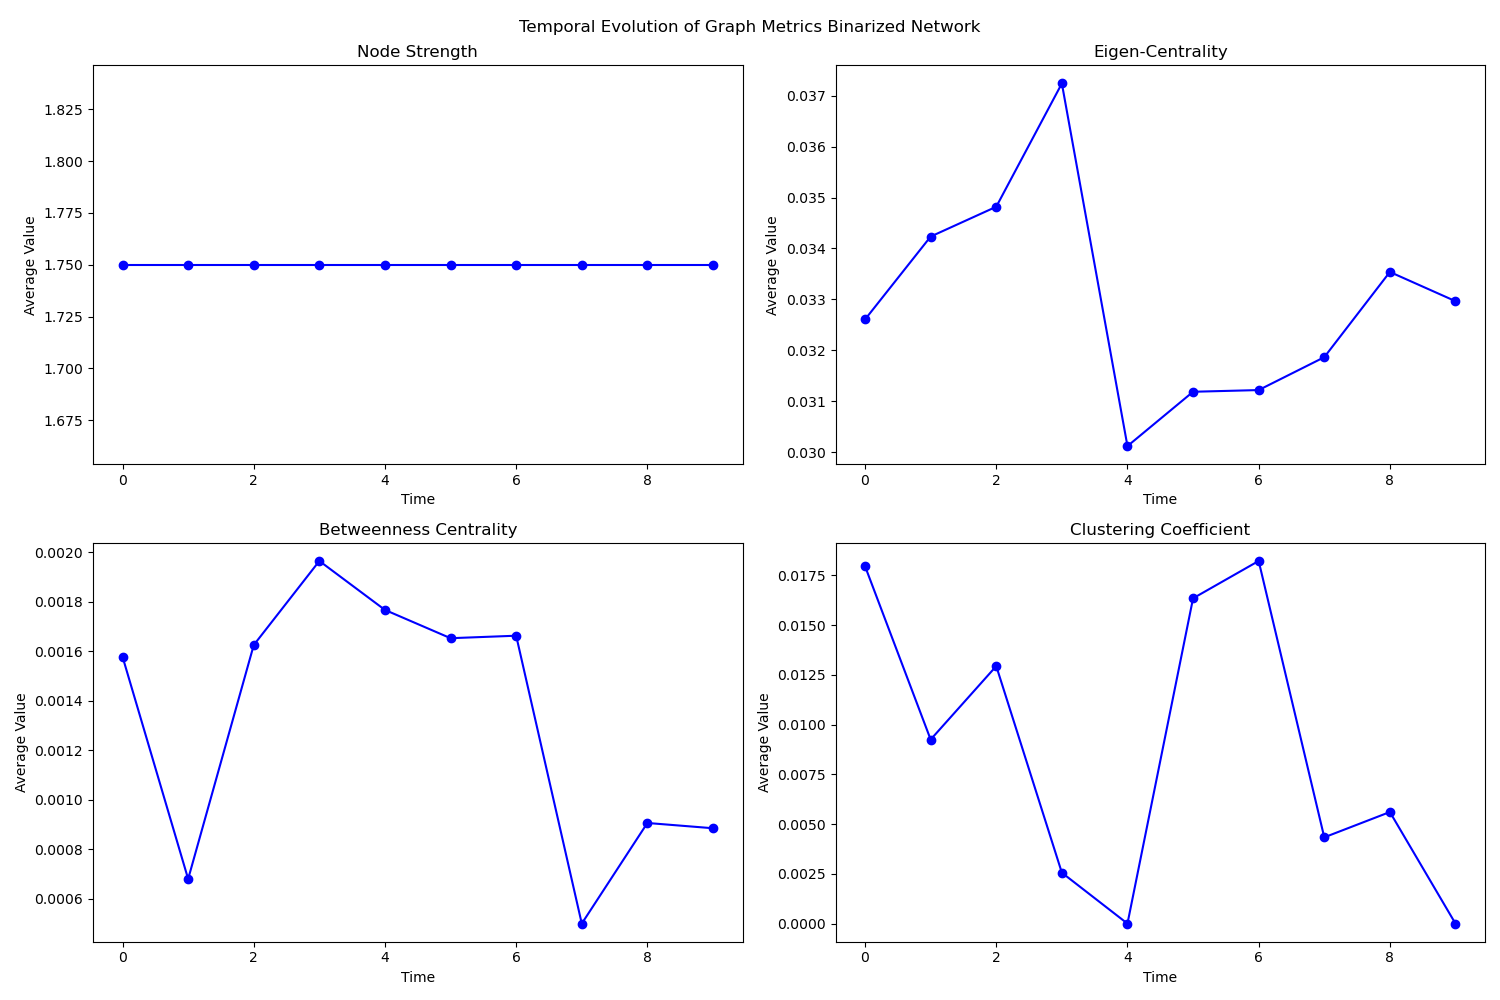 Temporal Evolution of Graph Metrics Binarized Network
Node Strength
Average Value
1.825
1.800
1.775
1.750
1.725
1.700
1.675
0 2 4 6 8
Time
Eigen-Centrality
Average Value
0.037
0.036
0.035
0.034
0.033
0.032
0.031
0.030
0 2 4 6 8
Time
Betweenness Centrality
Average Value
0.0020
0.0018
0.0016
0.0014
0.0012
0.0010
0.0008
0.0006
0 2 4 6 8
Time
Clustering Coefficient
Average Value
0.0175
0.0150
0.0125
0.0100
0.0075
0.0050
0.0025
0.0000
0 2 4 6 8
Time